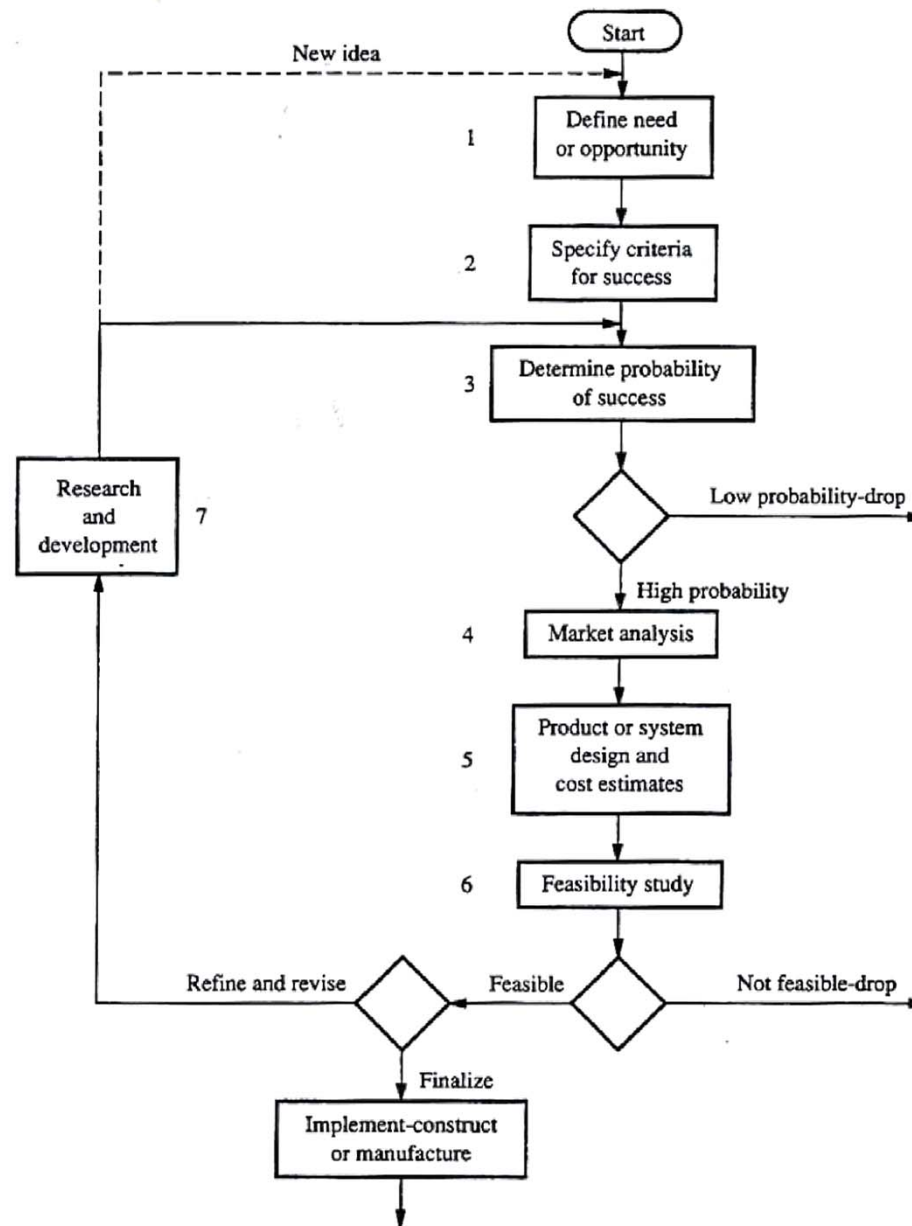 Start
New idea
1
Define need
or opportunity
2
Specify criteria
for success
3
Determine probability
of success
Research
and
development
7
Low probability-drop
High probability
4
Market analysis
5
Product or system
design and
cost estimates
6
Feasibility study
Refine and revise
Feasible
Not feasible-drop
Finalize
Implement-construct
or manufacture